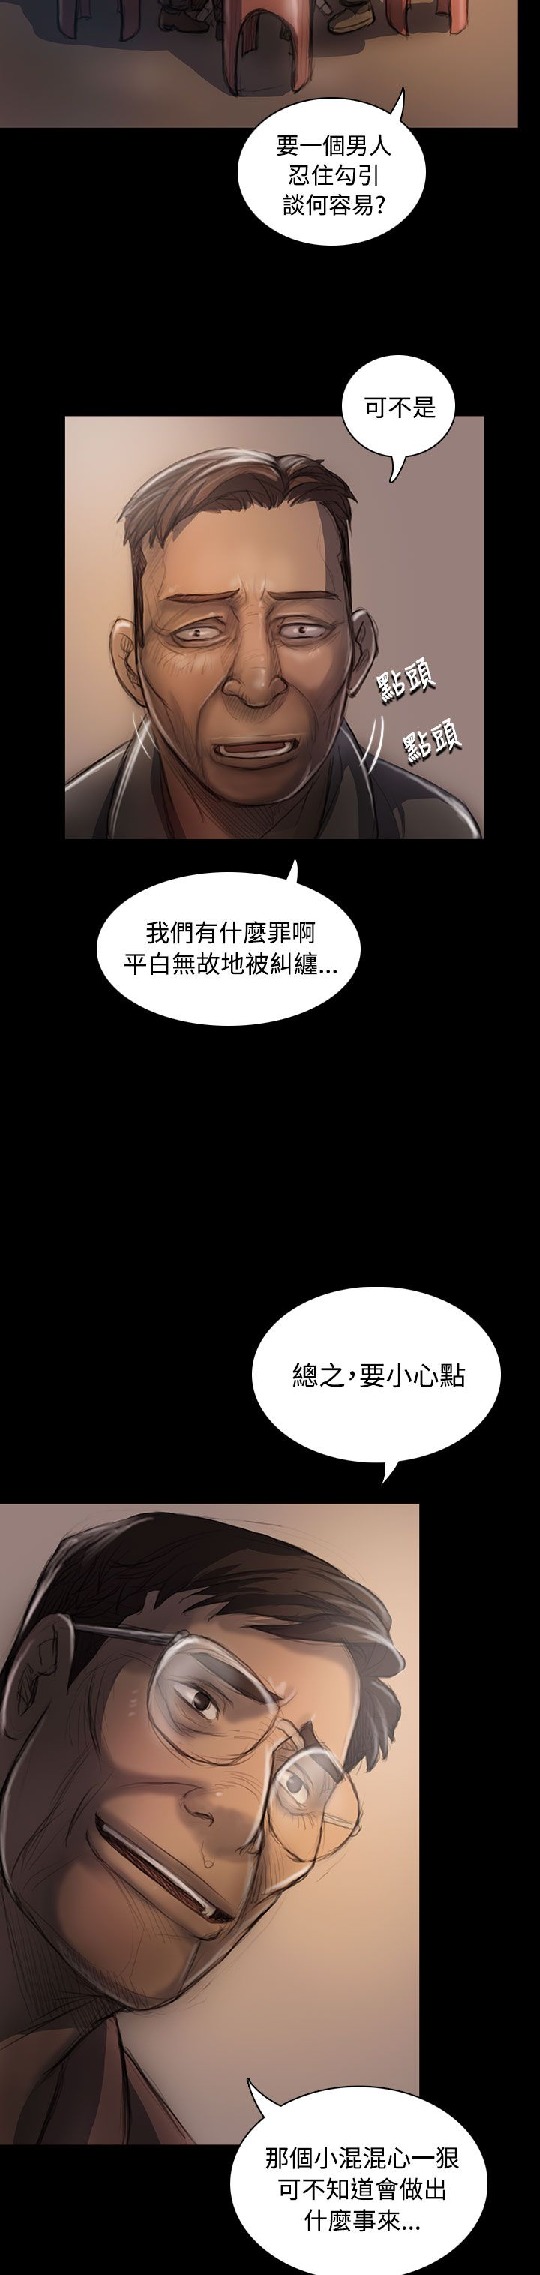 要一個男人
忍住勾引
談何容易?
可不是
點頭
點頭
我們有什麼罪啊
平白無故地被糾纏...
總之,要小心點
那個小混混心一狠
可不知道會做出
什麼事來...